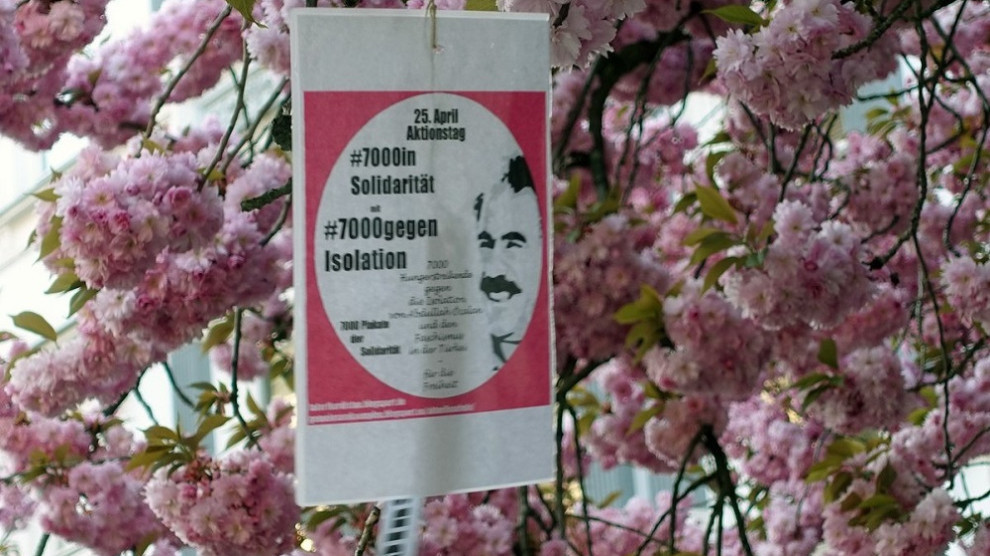 25. April
Aktionstag
#7000in
Solidarität
mit
#7000gegen
Isolation
7000
Hungerstreikende
gegen
die Isolation
von Abdullah Öcalan
und den
Faschismus
in der Türkei
-
für die
Freiheit
7000 Plakate
der
Solidarität